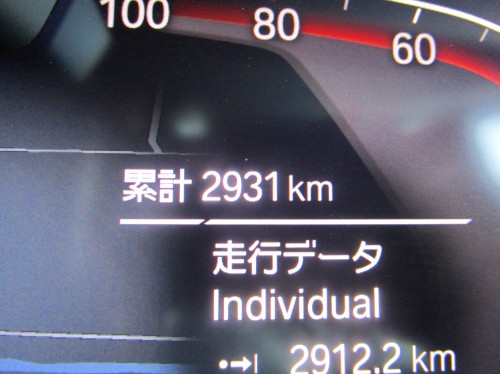 100 80 60
累計 2931 km
走行データ
Individual
2912.2 km